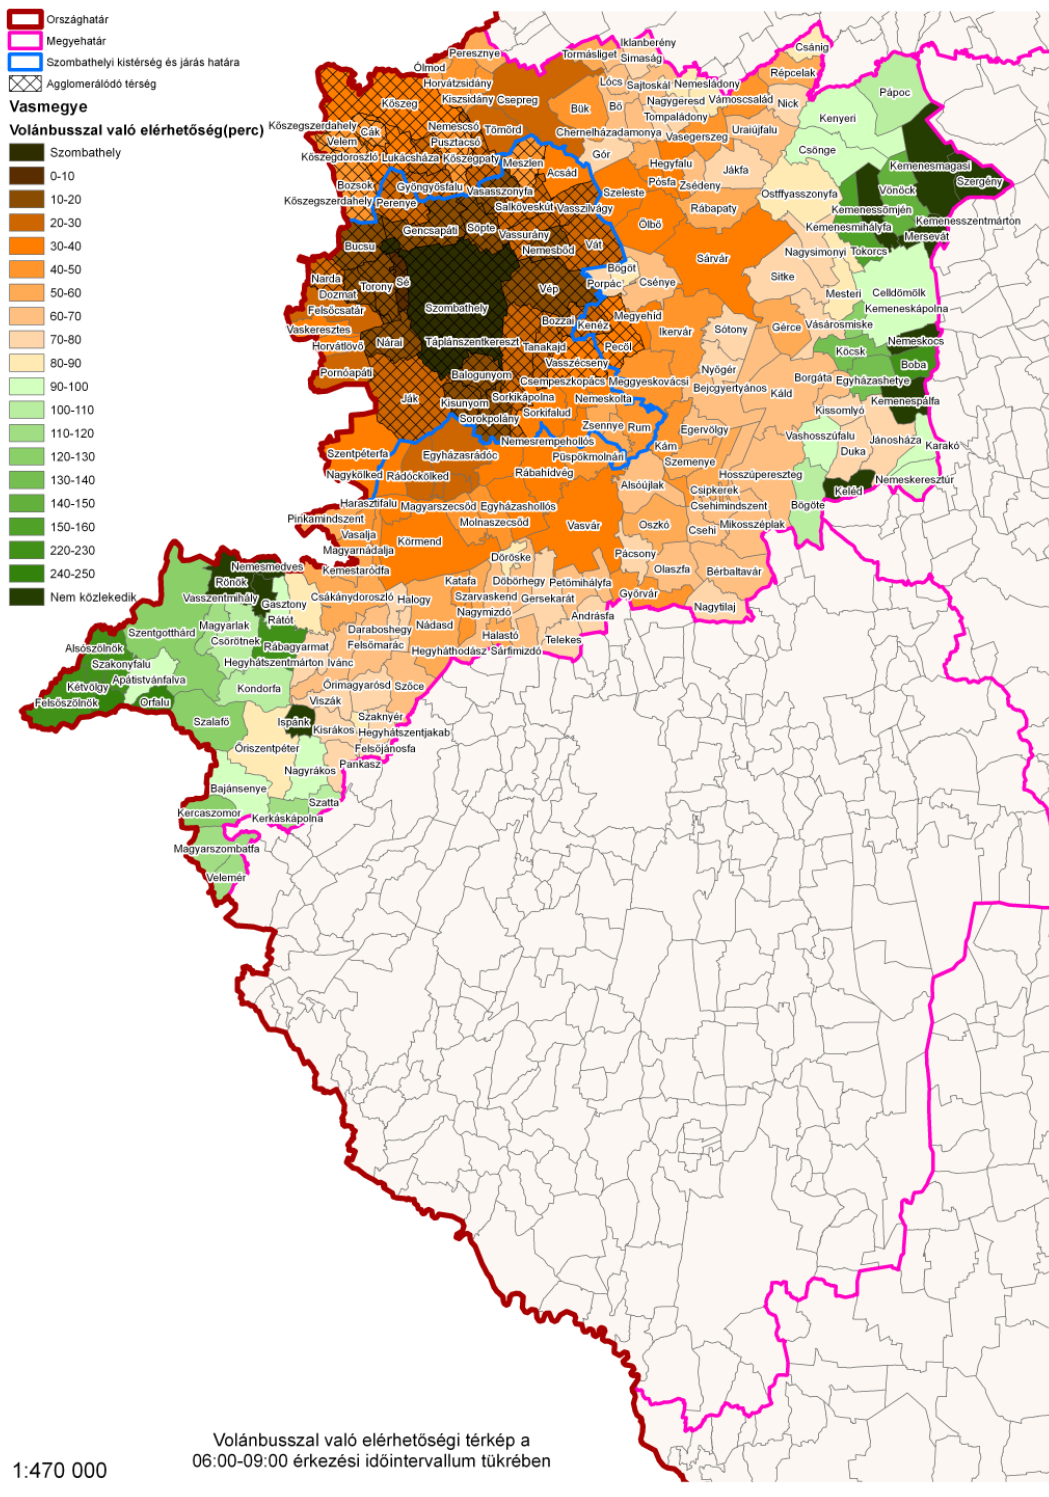 Országhatár
Megyehatár
Szombathelyi kistérség és járás határa
Agglomerálódó térség
Vasmegye
Volánbusszal való elérhetőség(perc)
Szombathely
0-10
10-20
20-30
30-40
40-50
50-60
60-70
70-80
80-90
90-100
100-110
110-120
120-130
130-140
140-150
150-160
220-230
240-250
Nem közlekedik
Csánig
Iklanberény
Peresznye
Tormásliget
Simaság
Ólmod
Répcelak
Horvátzsidány
Lócs
Sajtoskál
Nemesládony
Pápoc
Kiszsidány
Csepreg
Kőszeg
Bük
Bő
Nagygeresd
Vámoscsalád
Nick
Tompaládony
Kenyeri
Kőszegszerdahely
Cák
Nemescsó
Tömörd
Chernelházadamonya
Vasegerszeg
Uraiújfalu
Velem
Pusztacsó
Csönge
Kőszegdoroszló
Lukácsháza
Kőszegpaty
Meszlen
Gór
Hegyfalu
Jákfa
Kemenesmagasi
Acsád
Bozsok
Gyöngyösfalu
Vasasszonyfa
Szeleste
Pósfa
Zsédeny
Ostffyasszonyfa
Vönöck
Szergény
Kőszegszerdahely
Perenye
Salköveskút
Vasszilvágy
Rábapaty
Kemenessömjén
Kemenesszentmárton
Gencsapáti
Söpte
Vassurány
Ölbő
Kemenesmihályfa
Mersevát
Bucsu
Nemesbőd
Vát
Nagysimonyi
Tokorcs
Sárvár
Narda
Torony
Sé
Bögöt
Sitke
Dozmat
Vép
Porpác
Csénye
Mesteri
Celldömölk
Felsőcsatár
Szombathely
Kemeneskápolna
Vaskeresztes
Bozzai
Kenéz
Megyehíd
Ikervár
Sótony
Gérce
Vásárosmiske
Horvátlövő
Nárai
Táplánszentkereszt
Tanakajd
Pecöl
Köcsk
Nemeskocs
Vasszécseny
Boba
Pornóapáti
Balogunyom
Csempeszkopács
Meggyeskovácsi
Nyőgér
Borgáta
Egyházashetye
Bejcgyertyános
Káld
Ják
Kisunyom
Sorkikápolna
Nemeskolta
Kemenespálfa
Sorokpolány
Sorkifalud
Zsennye
Rum
Egervölgy
Kissomlyó
Vashosszúfalu
Jánosháza
Karakó
Szentpéterfa
Egyházasrádóc
Nemesrempehollós
Kám
Duka
Püspökmolnári
Szemenye
Nagykölked
Rádóckölked
Rábahídvég
Hosszúpereszteg
Nemeskeresztúr
Alsóújlak
Csipkerek
Keléd
Harasztifalu
Magyarszecsőd
Egyházashollós
Csehimindszent
Bögöte
Pinkamindszent
Molnaszecsőd
Vasvár
Oszkó
Csehi
Mikosszéplak
Vasalja
Körmend
Magyarnádalja
Döröske
Pácsony
Nemesmedves
Kemestaródfa
Olaszfa
Bérbaltavár
Rönök
Katafa
Döbörhegy
Petőmihályfa
Vasszentmihály
Csákánydoroszló
Halogy
Szarvaskend
Gersekarát
Győrvár
Gasztony
Nagymizdó
Andrásfa
Nagytilaj
Rátót
Magyarlak
Nádasd
Szentgotthárd
Daraboshegy
Halastó
Telekes
Csörötnek
Rábagyarmat
Felsőmarác
Alsószölnök
Hegyháthodász
Sárfimizdó
Szakonyfalu
Hegyhátszentmárton
Ivánc
Apátistvánfalva
Kétvölgy
Kondorfa
Őrimagyarósd
Szőce
Felsőszölnök
Orfalu
Viszák
Szaknyér
Szalafő
Ispánk
Kisrákos
Hegyhátszentjakab
Őriszentpéter
Felsőjánosfa
Nagyrákos
Pankasz
Bajánsenye
Szatta
Kercaszomor
Kerkáskápolna
Magyarszombatfa
Velemér
Volánbusszal való elérhetőségi térkép a
06:00-09:00 érkezési időintervallum tükrében
1:470 000